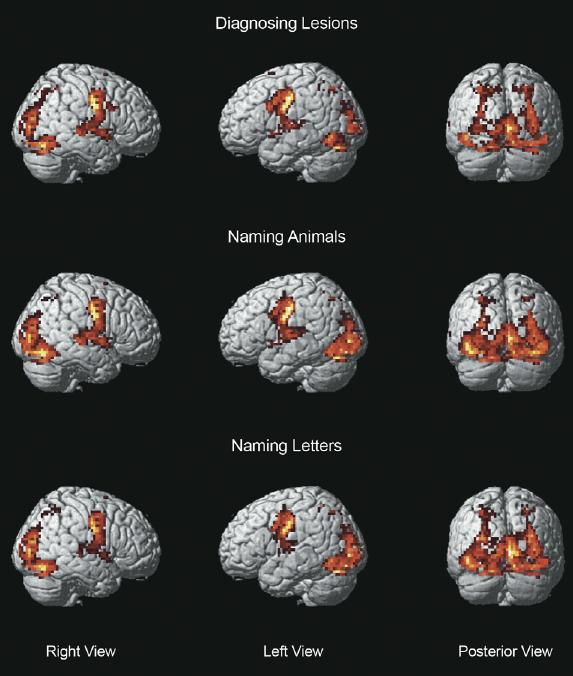 Diagnosing Lesions
Naming Animals
Naming Letters
Right View Left View Posterior View